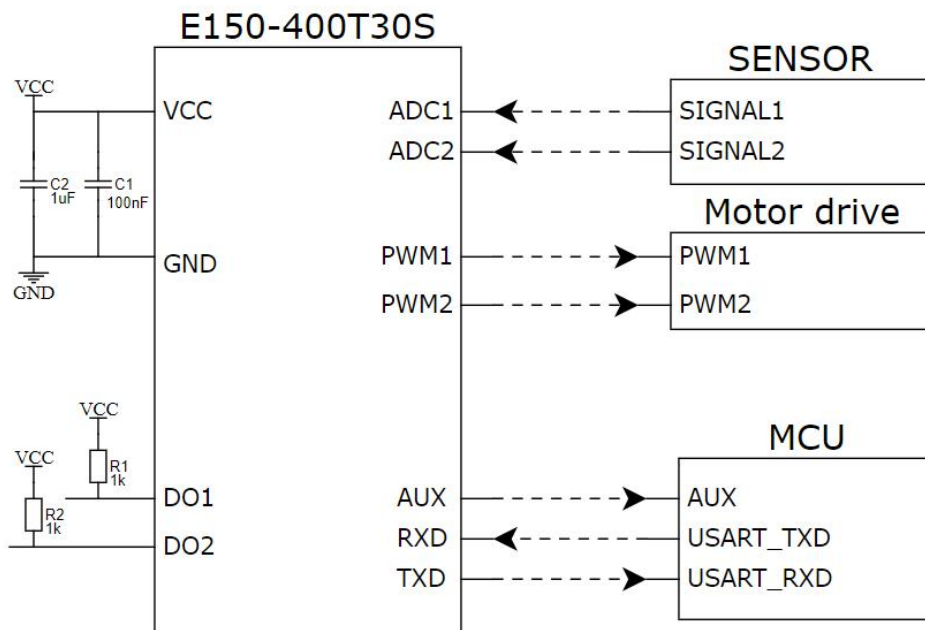 E150-400T30S
VCC
VCC
GND
C2
1uF
C1
100nF
GND
VCC
R1
1k
VCC
R2
1k
DO1
DO2
ADC1
ADC2
PWM1
PWM2
AUX
RXD
TXD
SENSOR
SIGNAL1
SIGNAL2
Motor drive
PWM1
PWM2
MCU
AUX
USART_TXD
USART_RXD